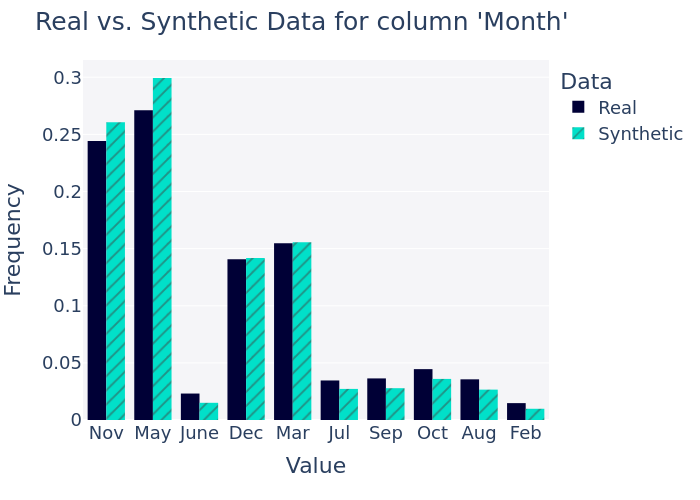 Real vs. Synthetic Data for column 'Month'
Data
Real
Synthetic
Frequency
0.3
0.25
0.2
0.15
0.1
0.05
0
Nov May June Dec Mar Jul Sep Oct Aug Feb
Value